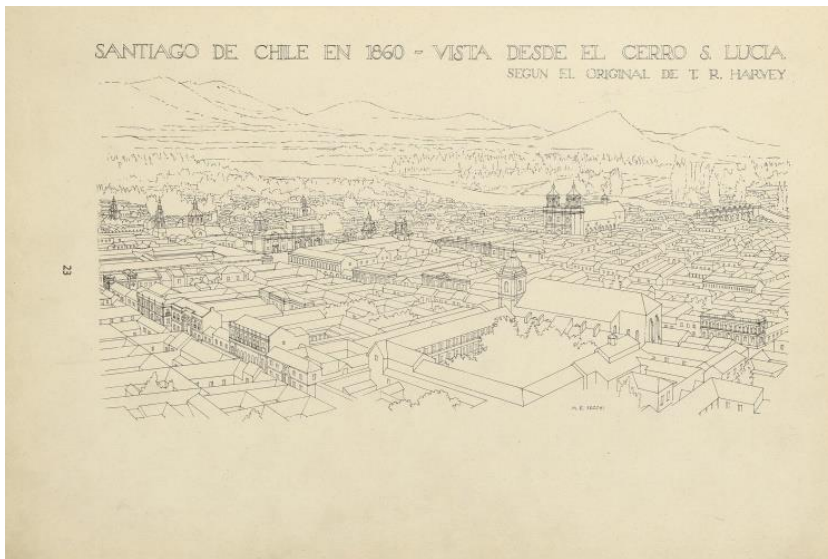 SANTIAGO DE CHILE EN 1860 - VISTA DESDE EL CERRO S. LUCIA.
SEGUN EL ORIGINAL DE T. R. HARVEY
23